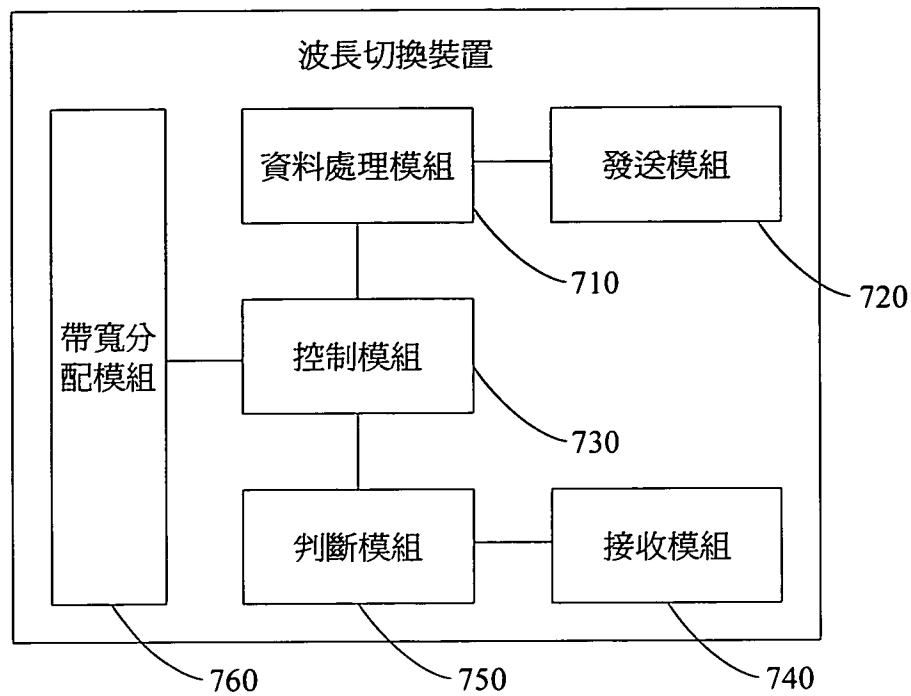 波長切換裝置
資料處理模組
發送模組
710
720
帶寬分
配模組
控制模組
730
判斷模組
接收模組
760
750
740